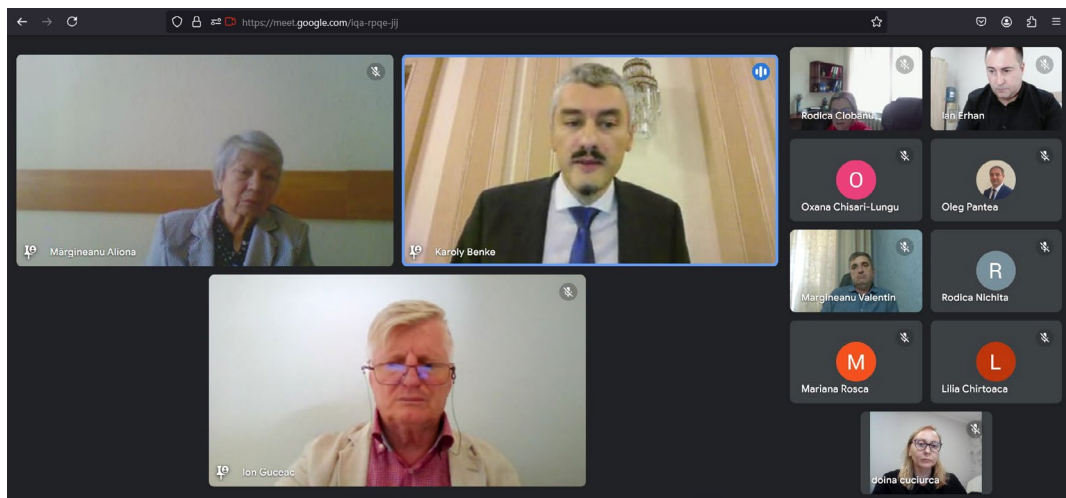 https://meet.google.com/iqa-rpqe-jij
Mărgineanu Aliona
Karoly Benke
Ion Guceac
Rodica Ciobanu
Ian Erhan
O
Oxana Chisari-Lungu
Oleg Pantea
Margineanu Valentin
R
Rodica Nichita
M
Mariana Rosca
L
Lilia Chirtoaca
doina cuciurca